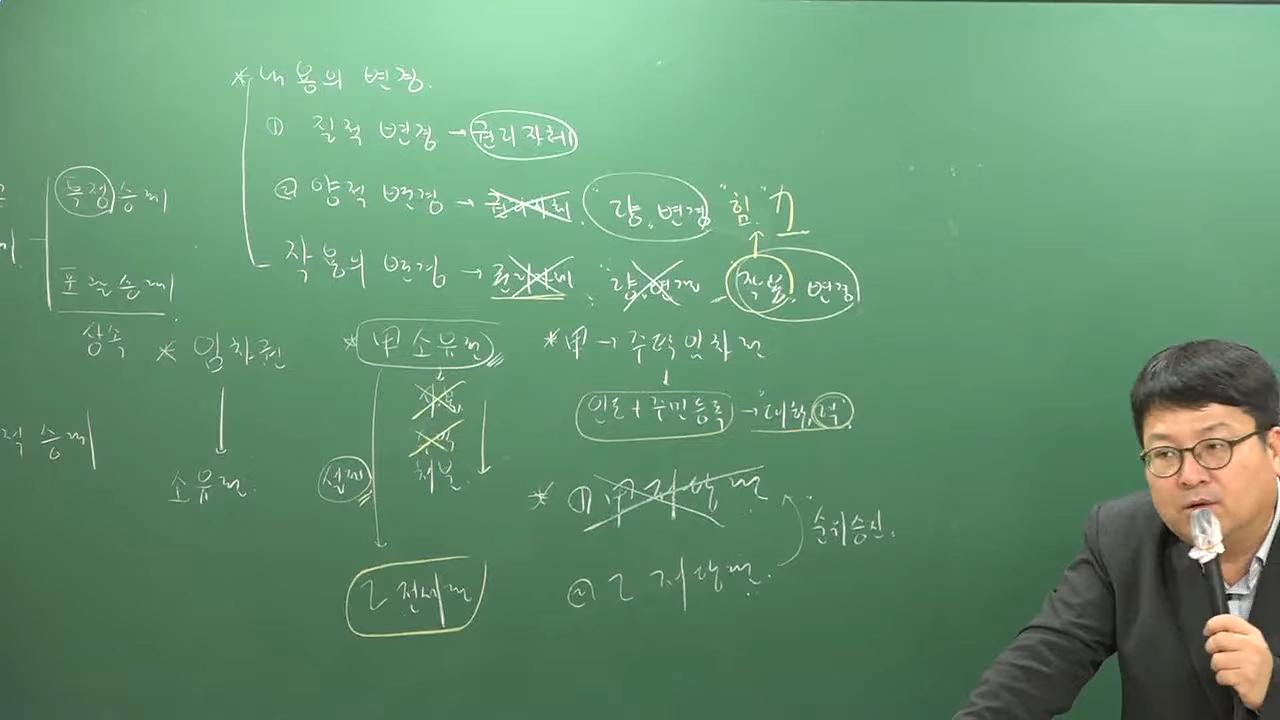 * 내용의 변경.
① 질적 변경 → 권리자체
② 양적 변경 → 권리자체. "량"변경 "힘" 力
작용의 변경 → 권리자체. "량"변경 → 작용. 변경
특정승계
포괄승계
상속
적 승계
* 임차권
↓
소유권.
* 甲 소유권
처분.
설정
乙 전세권
* 甲 → 주택임차권
↓
인도 + 주민등록 → "대항력".
* ① 甲 저당권
② 乙 저당권.
순위승진.